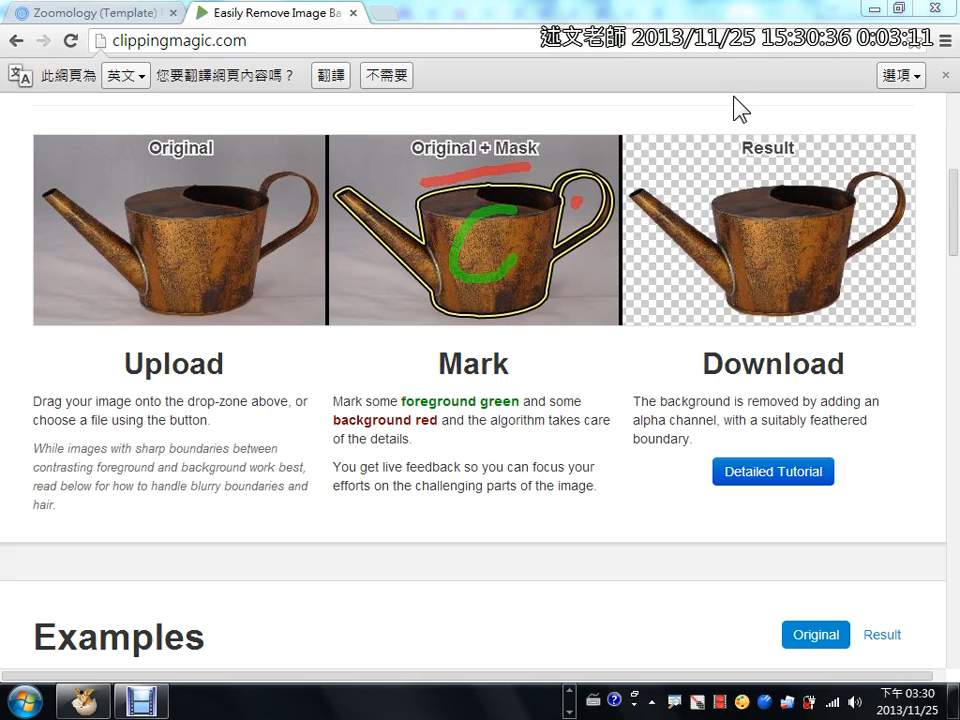 Zoomology (Template)
Easily Remove Image Ba
clippingmagic.com
述文老師 2013/11/25 15:30:36 0:03:11
此網頁為 英文 您要翻譯網頁內容嗎？ 翻譯 不需要 選項
Original
Original + Mask
Result
Upload
Drag your image onto the drop-zone above, or
choose a file using the button.
While images with sharp boundaries between
contrasting foreground and background work best,
read below for how to handle blurry boundaries and
hair.
Mark
Mark some foreground green and some
background red and the algorithm takes care
of the details.
You get live feedback so you can focus your
efforts on the challenging parts of the image.
Download
The background is removed by adding an
alpha channel, with a suitably feathered
boundary.
Detailed Tutorial
Examples
Original
Result
下午 03:30
2013/11/25